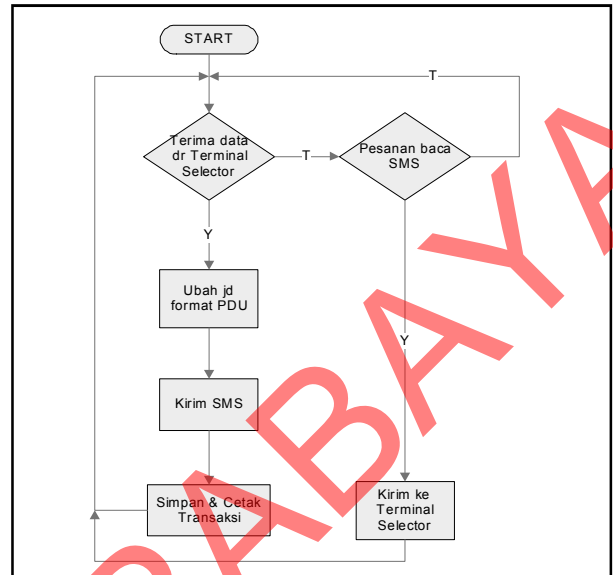 START
T
Terima data
dr Terminal
Selector
T
Pesanan baca
SMS
Y
Ubah jd
format PDU
Y
Kirim SMS
Simpan & Cetak
Transaksi
Kirim ke
Terminal
Selector
RABAYA